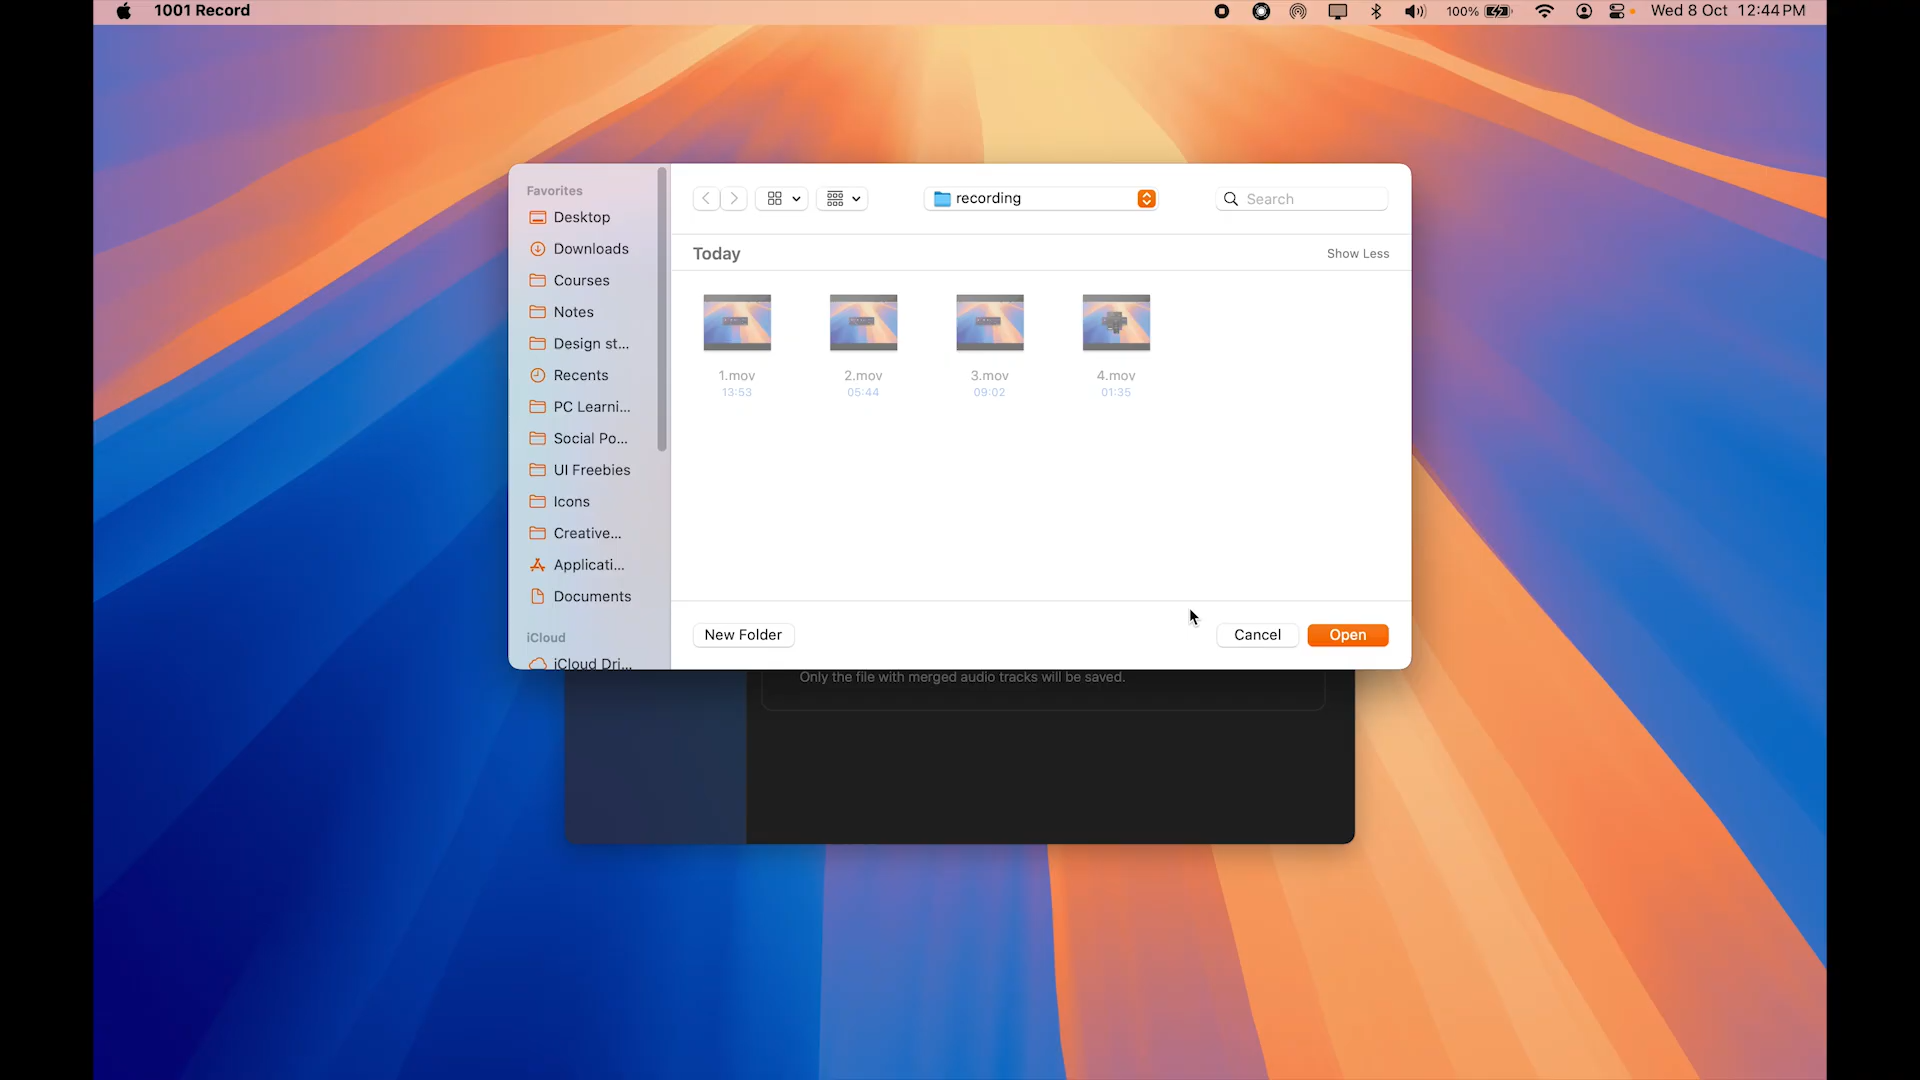 1001 Record
100%
Wed 8 Oct 12:44 PM
Favorites
Desktop
Downloads
Courses
Notes
Design st...
Recents
PC Learni...
Social Po...
UI Freebies
Icons
Creative...
Applicati...
Documents
iCloud
iCloud Dri...
recording
Search
Today
Show Less
1.mov
13:53
2.mov
05:44
3.mov
09:02
4.mov
01:35
New Folder
Cancel
Open
Only the file with merged audio tracks will be saved.